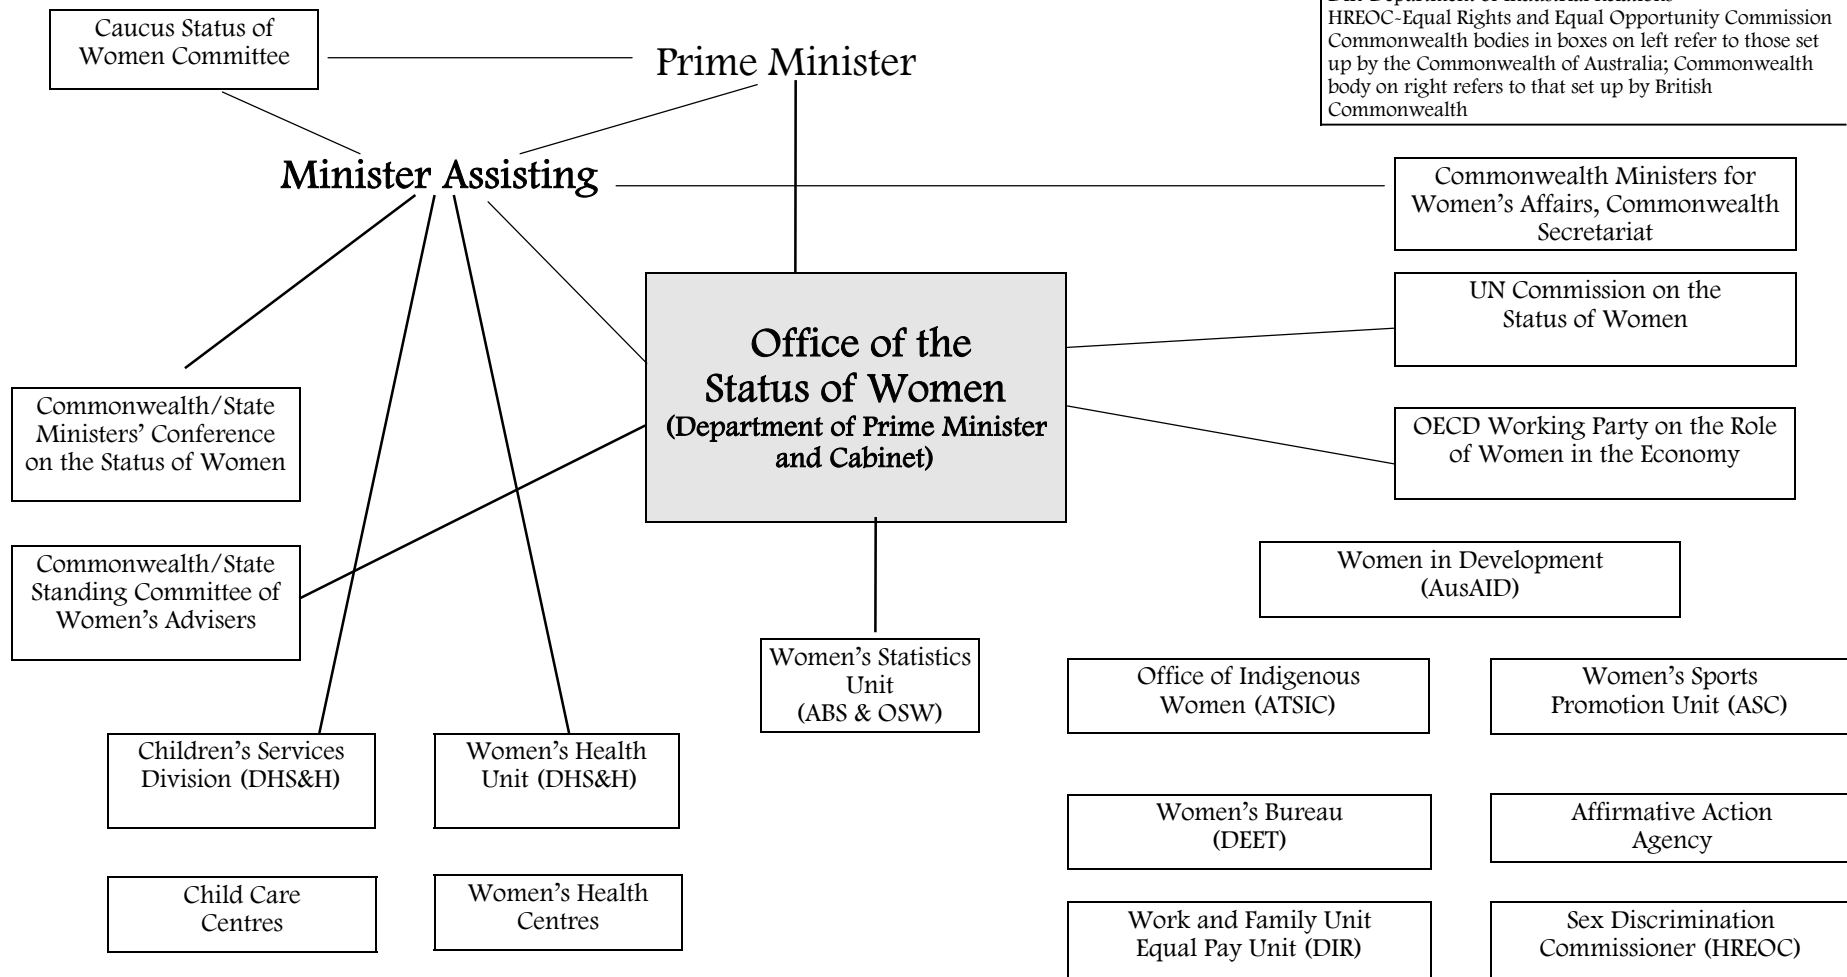 HREOC-Equal Rights and Equal Opportunity Commission
Commonwealth bodies in boxes on left refer to those set
up by the Commonwealth of Australia; Commonwealth
body on right refers to that set up by British
Commonwealth
Caucus Status of
Women Committee
Prime Minister
Minister Assisting
Commonwealth Ministers for
Women's Affairs, Commonwealth
Secretariat
UN Commission on the
Status of Women
Office of the
Status of Women
(Department of Prime Minister
and Cabinet)
Commonwealth/State
Ministers' Conference
on the Status of Women
OECD Working Party on the Role
of Women in the Economy
Commonwealth/State
Standing Committee of
Women's Advisers
Women in Development
(AusAID)
Women's Statistics
Unit
(ABS & OSW)
Office of Indigenous
Women (ATSIC)
Women's Sports
Promotion Unit (ASC)
Children's Services
Division (DHS&H)
Women's Health
Unit (DHS&H)
Women's Bureau
(DEET)
Affirmative Action
Agency
Child Care
Centres
Women's Health
Centres
Work and Family Unit
Equal Pay Unit (DIR)
Sex Discrimination
Commissioner (HREOC)